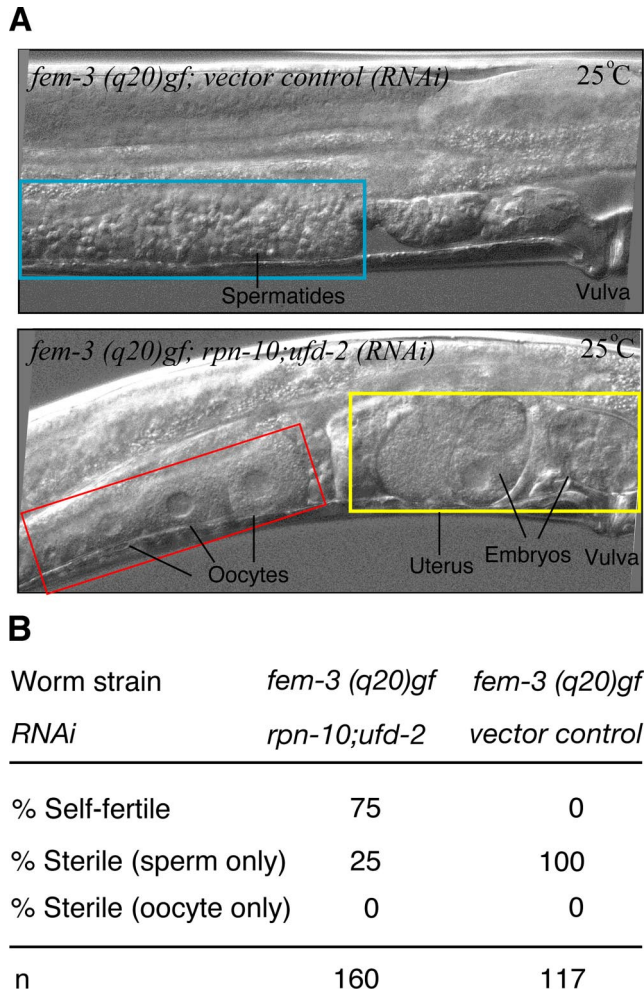 A
fem-3 (q20)gf; vector control (RNAi) 25°C
Spermatides
Vulva
fem-3 (q20)gf; rpn-10;ufd-2 (RNAi) 25°C
Oocytes
Uterus
Embryos
Vulva
B
Worm strain fem-3 (q20)gf fem-3 (q20)gf
RNAi rpn-10;ufd-2 vector control
% Self-fertile 75 0
% Sterile (sperm only) 25 100
% Sterile (oocyte only) 0 0
n 160 117